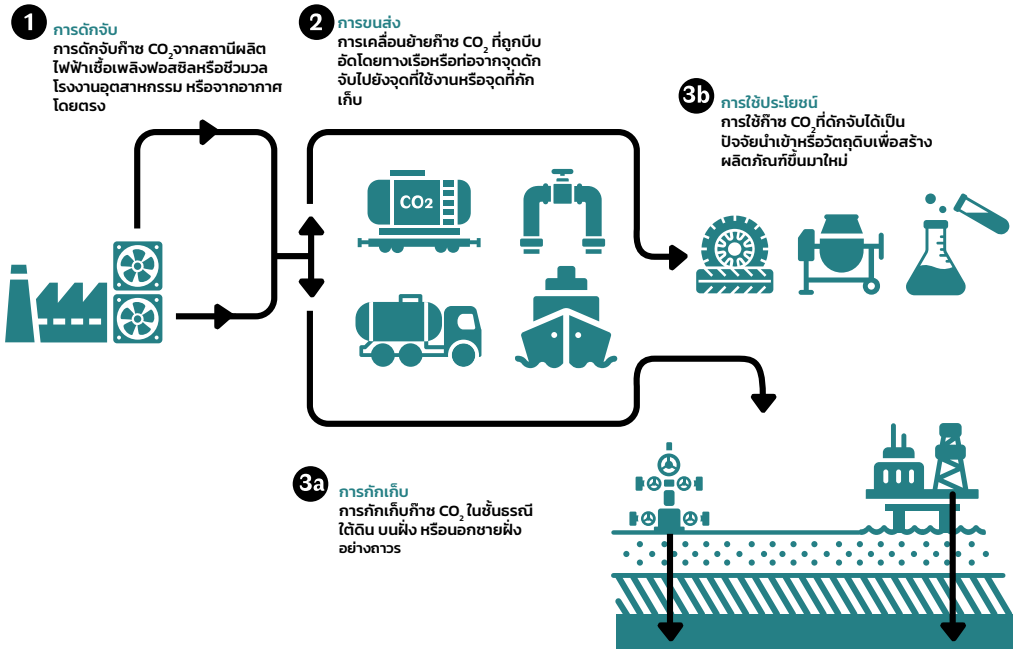 1
การดักจับ
การดักจับก๊าซ CO₂จากสถานีผลิต
ไฟฟ้าเชื้อเพลิงฟอสซิลหรือชีวมวล
โรงงานอุตสาหกรรม หรือจากอากาศ
โดยตรง
2
การขนส่ง
การเคลื่อนย้ายก๊าซ CO₂ ที่ถูกบีบ
อัดโดยทางเรือหรือท่อจากจุดดัก
จับไปยังจุดที่ใช้งานหรือจุดที่กัก
เก็บ
3b
การใช้ประโยชน์
การใช้ก๊าซ CO₂ที่ดักจับได้เป็น
ปัจจัยนำเข้าหรือวัตถุดิบเพื่อสร้าง
ผลิตภัณฑ์ขึ้นมาใหม่
CO2
3a
การกักเก็บ
การกักเก็บก๊าซ CO₂ ในชั้นธรณี
ใต้ดิน บนฝั่ง หรือนอกชายฝั่ง
อย่างถาวร